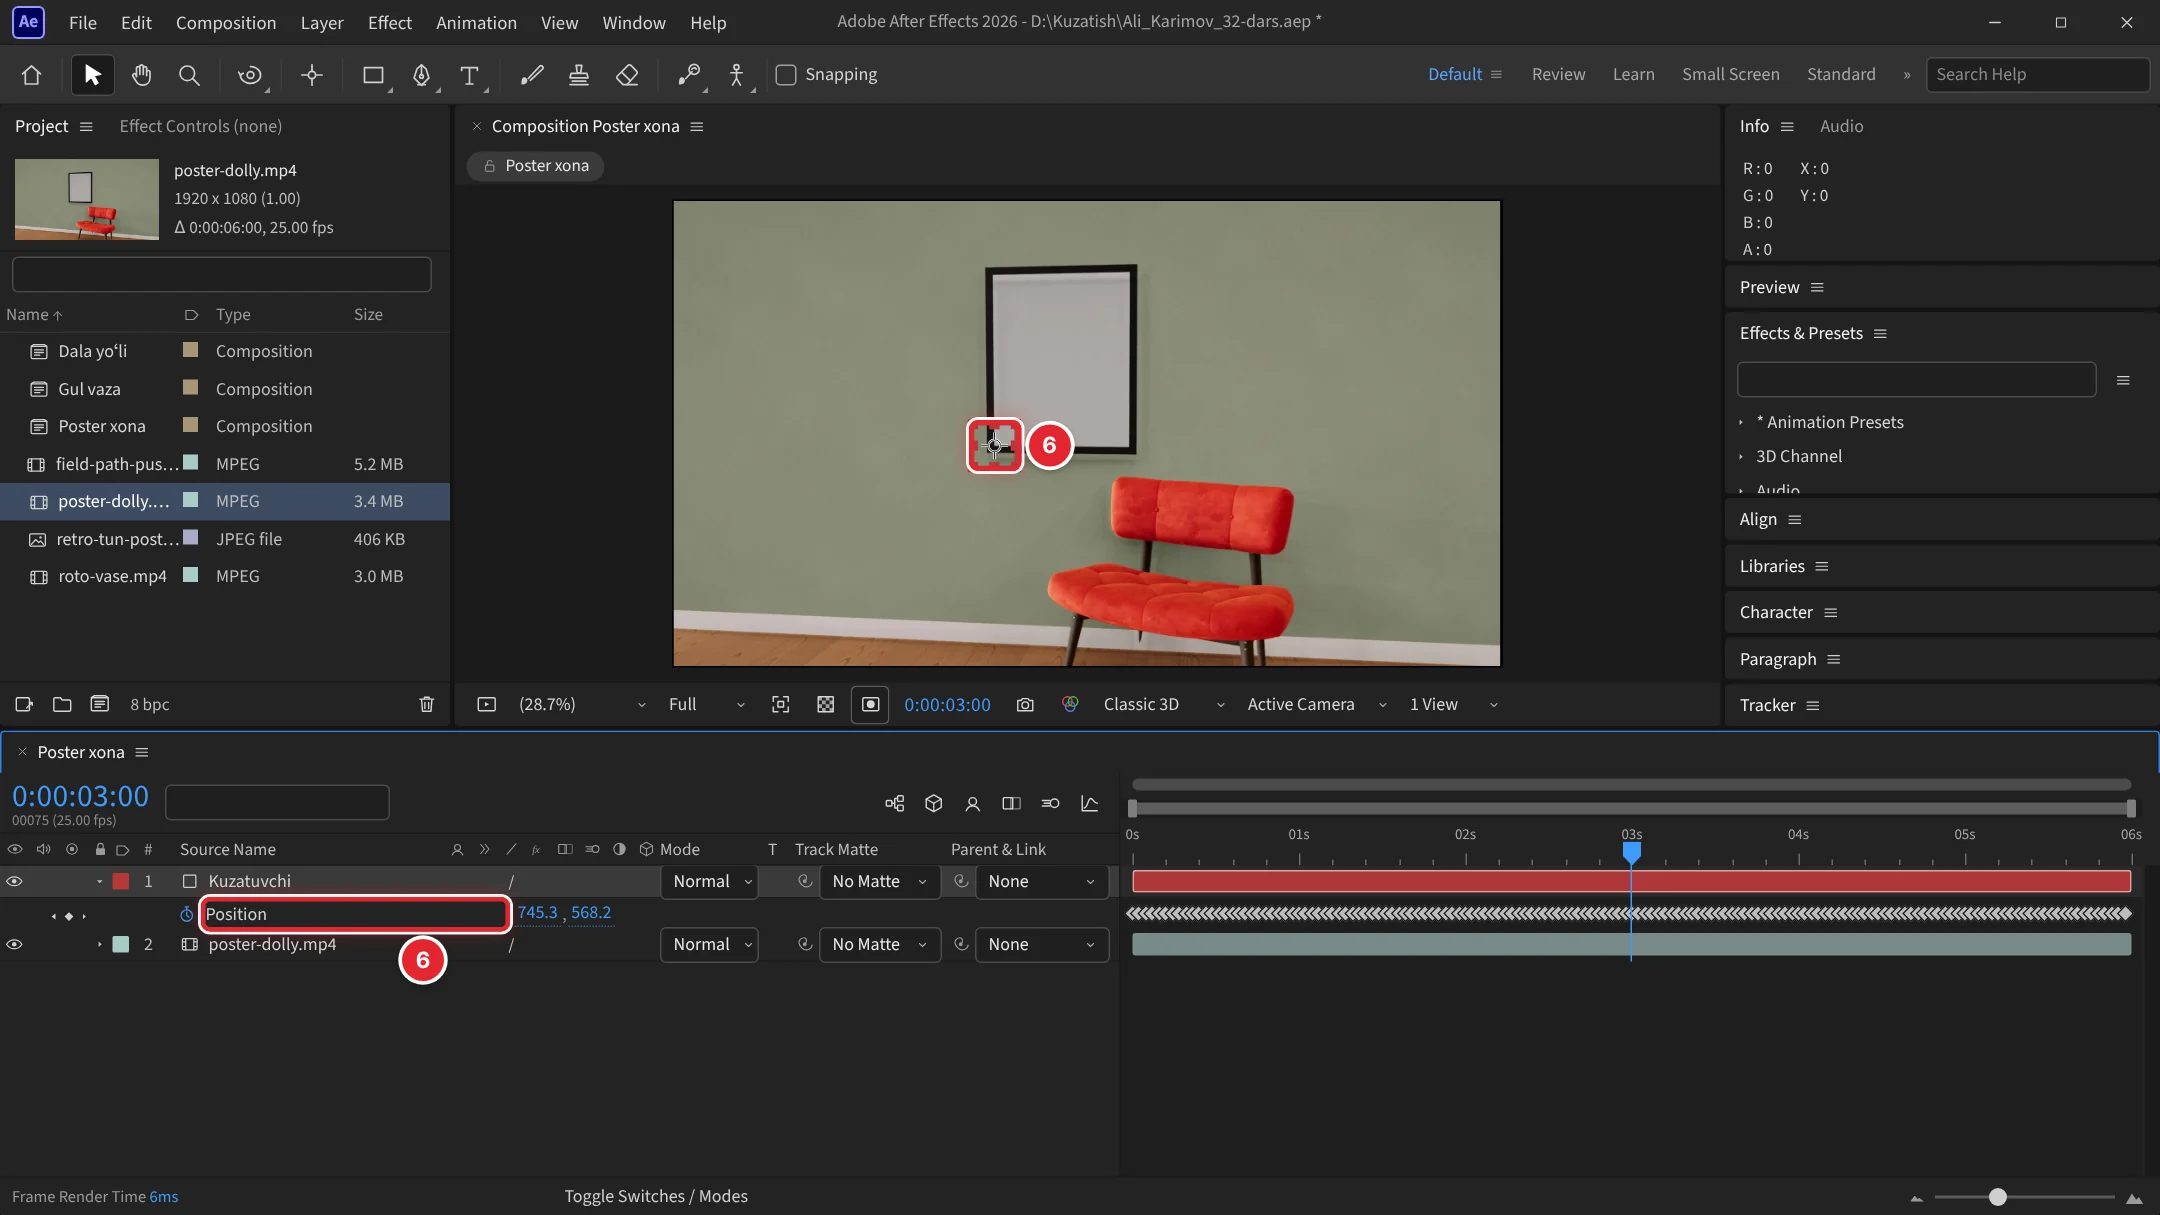 Ae File Edit Composition Layer Effect Animation View Window Help Adobe After Effects 2026 - D:\Kuzatish\Ali_Karimov_32-dars.aep *
Snapping Default Review Learn Small Screen Standard » Search Help
Project Effect Controls (none)
poster-dolly.mp4
1920 x 1080 (1.00)
Δ 0:00:06:00, 25.00 fps
Name Type Size
Dala yoʻli Composition
Gul vaza Composition
Poster xona Composition
field-path-pus... MPEG 5.2 MB
poster-dolly.... MPEG 3.4 MB
retro-tun-post... JPEG file 406 KB
roto-vase.mp4 MPEG 3.0 MB
8 bpc
Composition Poster xona
Poster xona
6
(28.7%) Full 0:00:03:00 Classic 3D Active Camera 1 View
Info Audio
R : 0 X : 0
G : 0 Y : 0
B : 0
A : 0
Preview
Effects & Presets
* Animation Presets
3D Channel
Audio
Align
Libraries
Character
Paragraph
Tracker
Poster xona
0:00:03:00
00075 (25.00 fps)
0s 01s 02s 03s 04s 05s 06s
# Source Name fx Mode T Track Matte Parent & Link
1 Kuzatuvchi / Normal No Matte None
Position 745.3 , 568.2
2 poster-dolly.mp4 / Normal No Matte None
6
Frame Render Time 6ms Toggle Switches / Modes